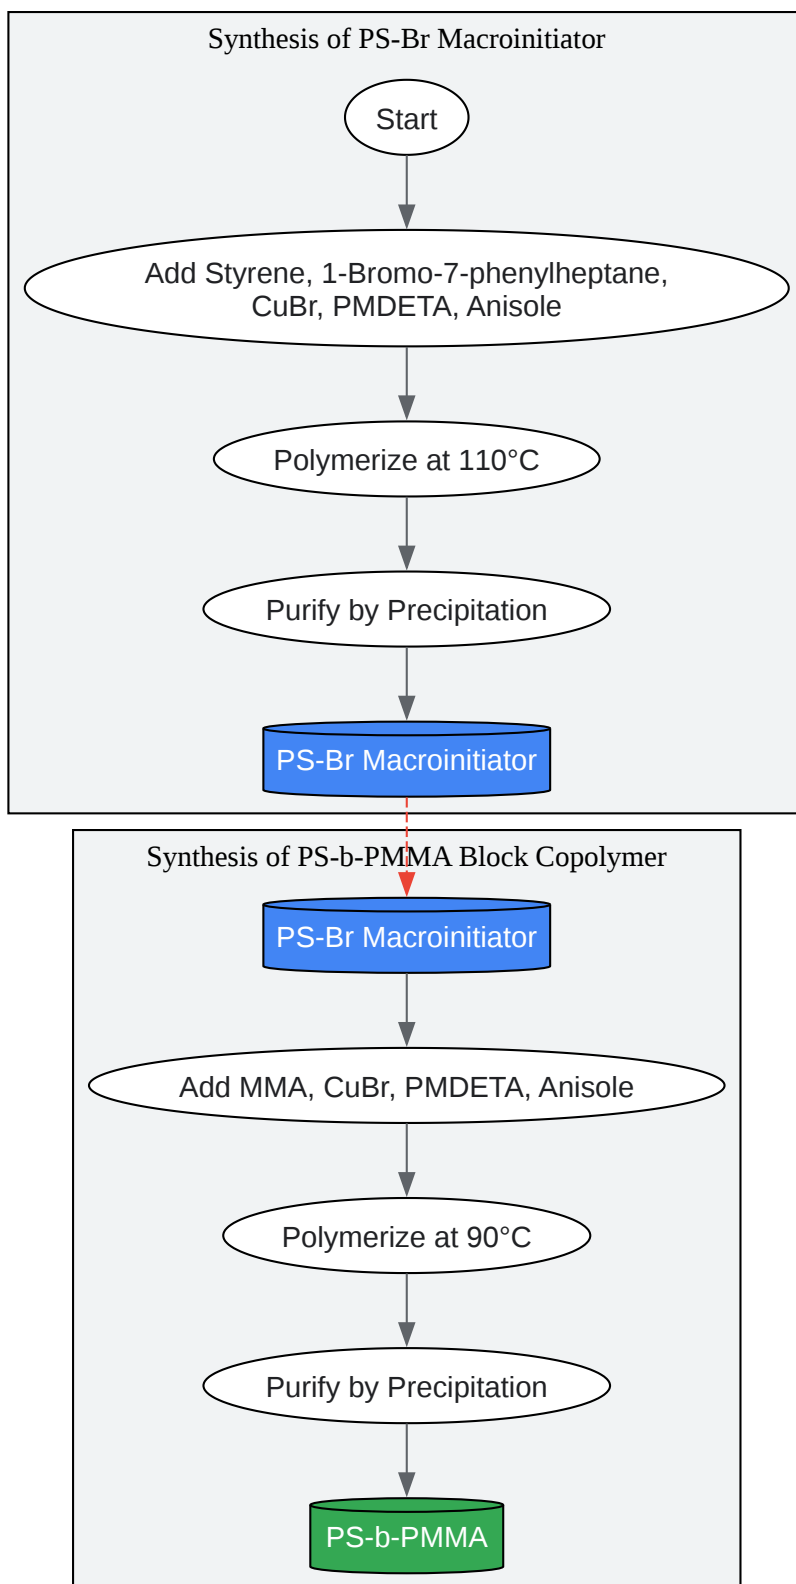 Synthesis of PS-Br Macroinitiator
Start
Add Styrene, 1-Bromo-7-phenylheptane,
CuBr, PMDETA, Anisole
Polymerize at 110°C
Purify by Precipitation
PS-Br Macroinitiator
Synthesis of PS-b-PMMA Block Copolymer
PS-Br Macroinitiator
Add MMA, CuBr, PMDETA, Anisole
Polymerize at 90°C
Purify by Precipitation
PS-b-PMMA